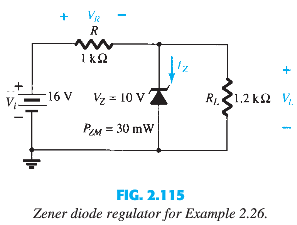 + V_R −
R
1 kΩ
I_Z
+
V_i
−
16 V
V_Z = 10 V
P_ZM = 30 mW
R_L
1.2 kΩ
+
V_L
−
FIG. 2.115
Zener diode regulator for Example 2.26.